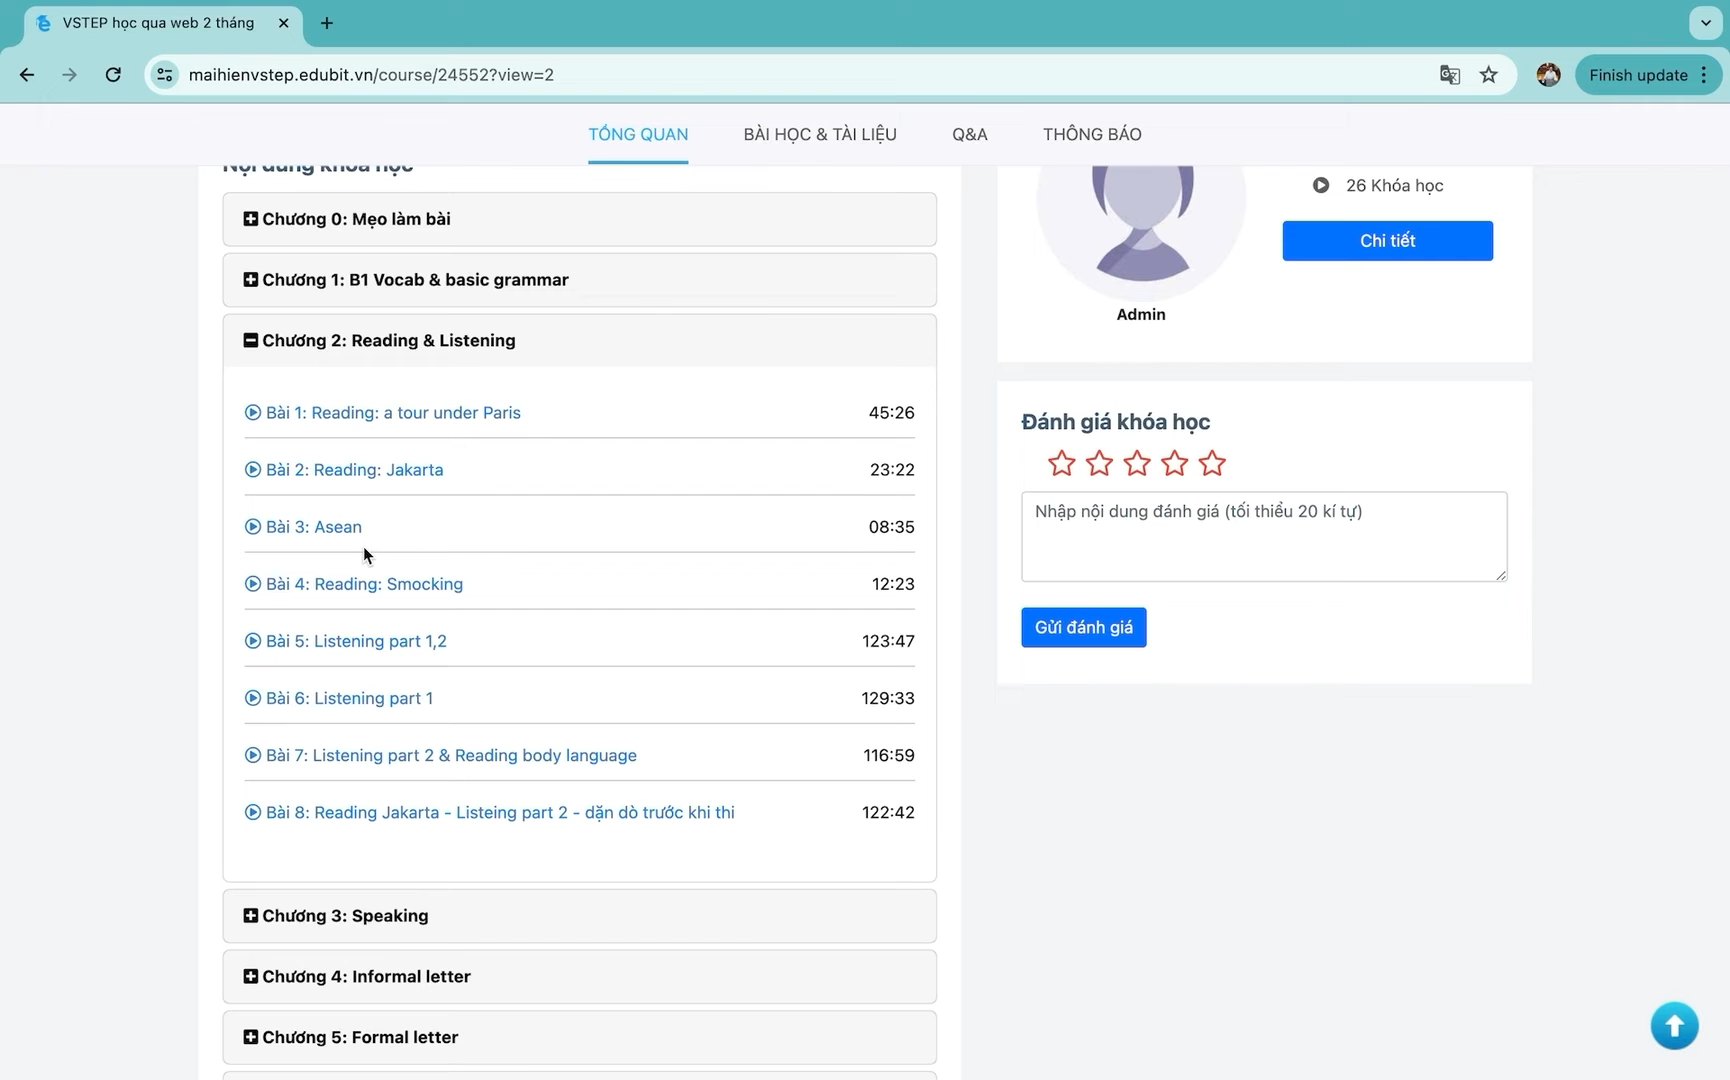 VSTEP học qua web 2 tháng
maihienvstep.edubit.vn/course/24552?view=2
Finish update
TỔNG QUAN
BÀI HỌC & TÀI LIỆU
Q&A
THÔNG BÁO
Nội dung khóa học
Chương 0: Mẹo làm bài
Chương 1: B1 Vocab & basic grammar
Chương 2: Reading & Listening
Bài 1: Reading: a tour under Paris 45:26
Bài 2: Reading: Jakarta 23:22
Bài 3: Asean 08:35
Bài 4: Reading: Smocking 12:23
Bài 5: Listening part 1,2 123:47
Bài 6: Listening part 1 129:33
Bài 7: Listening part 2 & Reading body language 116:59
Bài 8: Reading Jakarta - Listeing part 2 - dặn dò trước khi thi 122:42
Chương 3: Speaking
Chương 4: Informal letter
Chương 5: Formal letter
26 Khóa học
Chi tiết
Admin
Đánh giá khóa học
Nhập nội dung đánh giá (tối thiểu 20 kí tự)
Gửi đánh giá